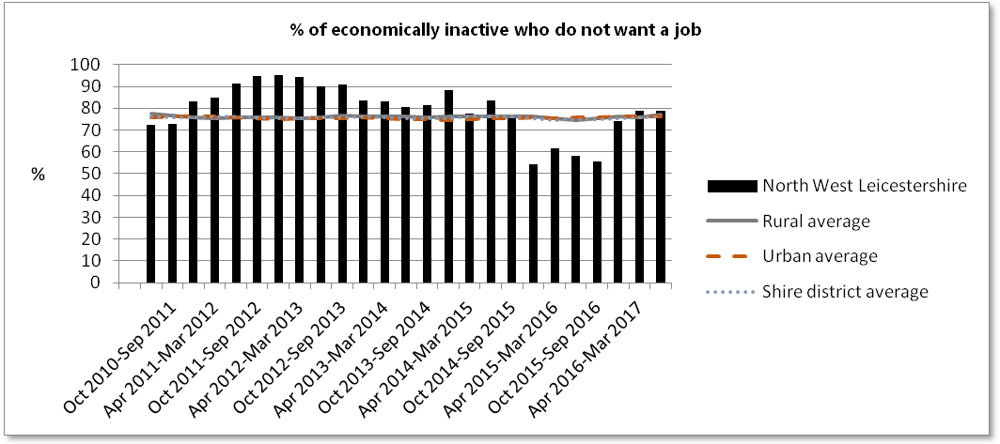 % of economically inactive who do not want a job
100
90
80
70
60
50
40
30
20
10
0
%
Oct 2010-Sep 2011
Apr 2011-Mar 2012
Oct 2011-Sep 2012
Apr 2012-Mar 2013
Oct 2012-Sep 2013
Apr 2013-Mar 2014
Oct 2013-Sep 2014
Apr 2014-Mar 2015
Oct 2014-Sep 2015
Apr 2015-Mar 2016
Oct 2015-Sep 2016
Apr 2016-Mar 2017
North West Leicestershire
Rural average
Urban average
Shire district average